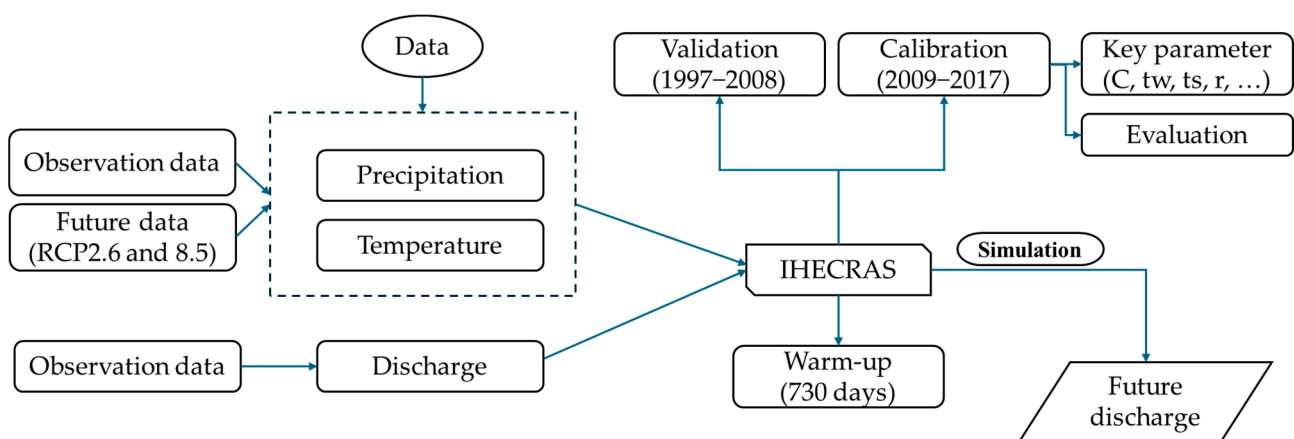 Data
Validation
(1997–2008)
Calibration
(2009–2017)
Key parameter
(C, tw, ts, r, …)
Evaluation
Observation data
Future data
(RCP2.6 and 8.5)
Precipitation
Temperature
IHECRAS
Simulation
Observation data
Discharge
Warm-up
(730 days)
Future
discharge